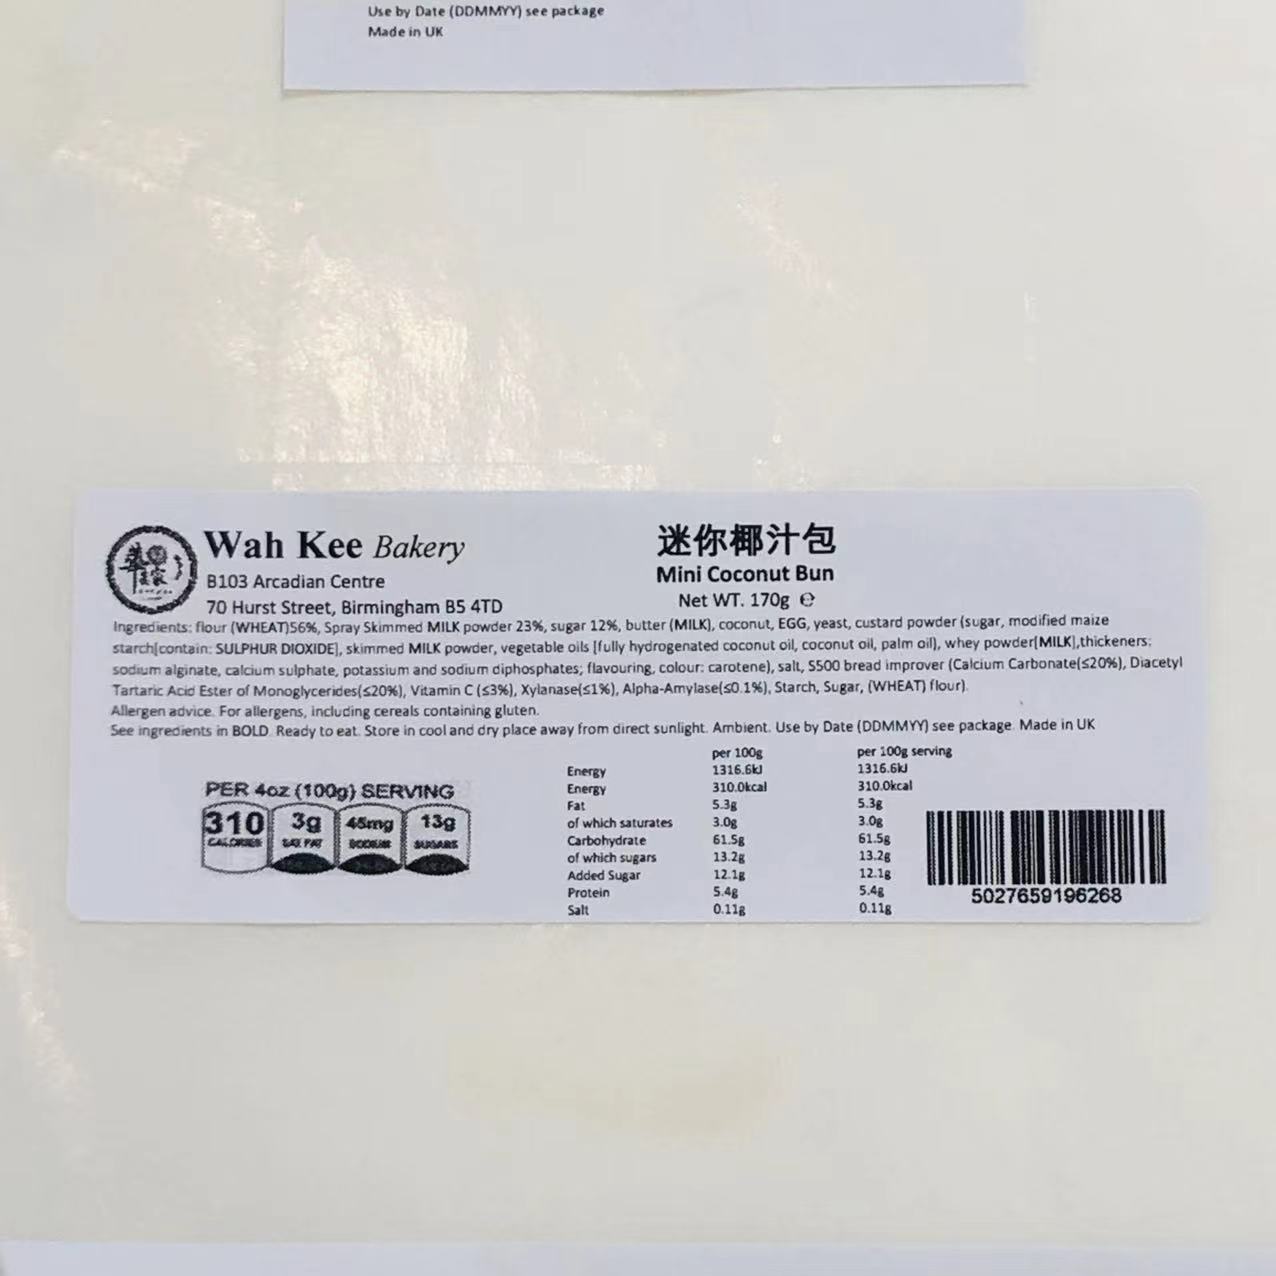 Use by Date (DDMMYY) see package
Made in UK
Wah Kee Bakery
B103 Arcadian Centre
70 Hurst Street, Birmingham B5 4TD
迷你椰汁包
Mini Coconut Bun
Net WT. 170g ℮
Ingredients: flour (WHEAT)56%, Spray Skimmed MILK powder 23%, sugar 12%, butter (MILK), coconut, EGG, yeast, custard powder (sugar, modified maize
starch[contain: SULPHUR DIOXIDE], skimmed MILK powder, vegetable oils [fully hydrogenated coconut oil, coconut oil, palm oil), whey powder[MILK],thickeners:
sodium alginate, calcium sulphate, potassium and sodium diphosphates; flavouring, colour: carotene), salt, S500 bread improver (Calcium Carbonate(≤20%), Diacetyl
Tartaric Acid Ester of Monoglycerides(≤20%), Vitamin C (≤3%), Xylanase(≤1%), Alpha-Amylase(≤0.1%), Starch, Sugar, (WHEAT) flour).
Allergen advice. For allergens, including cereals containing gluten.
See ingredients in BOLD. Ready to eat. Store in cool and dry place away from direct sunlight. Ambient. Use by Date (DDMMYY) see package. Made in UK
PER 4oz (100g) SERVING
310 3g 45mg 13g
CALORIES SAT FAT SODIUM SUGARS
per 100g per 100g serving
Energy 1316.6kJ 1316.6kJ
Energy 310.0kcal 310.0kcal
Fat 5.3g 5.3g
of which saturates 3.0g 3.0g
Carbohydrate 61.5g 61.5g
of which sugars 13.2g 13.2g
Added Sugar 12.1g 12.1g
Protein 5.4g 5.4g
Salt 0.11g 0.11g
5027659196268